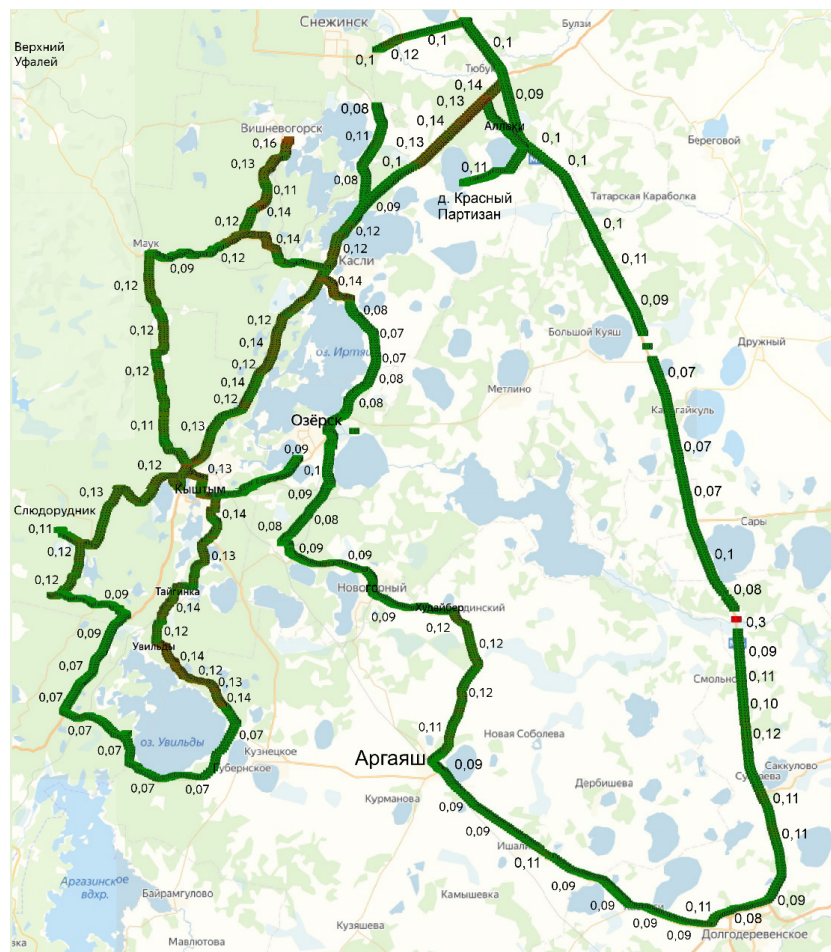 Снежинск
Булзи
0,1
0,1
0,12
0,1
Верхний
Уфалей
Тюбук
0,14
0,09
0,08
0,13
0,14
Вишневогорск
0,16
0,11
0,13
Аллаки
0,1
Береговой
0,13
0,08
0,1
0,11
0,1
0,11
0,09
д. Красный
Партизан
Татарская Караболка
0,14
0,12
0,12
0,1
Маук
0,12
0,14
0,12
0,11
0,09
Касли
0,12
0,14
0,08
0,09
0,12
0,12
0,07
Большой Куяш
Дружный
0,14
оз. Иртяш
0,07
0,12
0,12
0,08
0,07
0,14
Метлино
0,12
0,08
0,11
0,13
Озёрск
0,07
0,09
0,12
0,13
0,1
0,13
Кыштым
0,09
0,07
Слюдорудник
0,14
Сары
0,11
0,08
0,08
0,12
0,13
0,09
0,09
0,1
0,12
Тайгинка
Новогорный
0,08
0,09
0,14
0,09
0,12
0,3
0,09
0,12
0,12
Увильды
0,14
0,09
0,07
0,12
0,13
0,11
0,07
0,14
0,12
0,10
0,07
0,07
0,11
0,12
0,07
оз. Увильды
Кузнецкое
Новая Соболева
Аргаяш
0,09
Саккулово
Губернское
0,07
0,07
Дербишева
Курманова
0,09
0,11
0,09
0,11
0,11
Аргазинское
вдхр.
0,09
Байрамгулово
Камышевка
0,09
0,11
0,09
0,09
0,08
0,09
Кузяшева
Долгодеревенское
Мавлютова